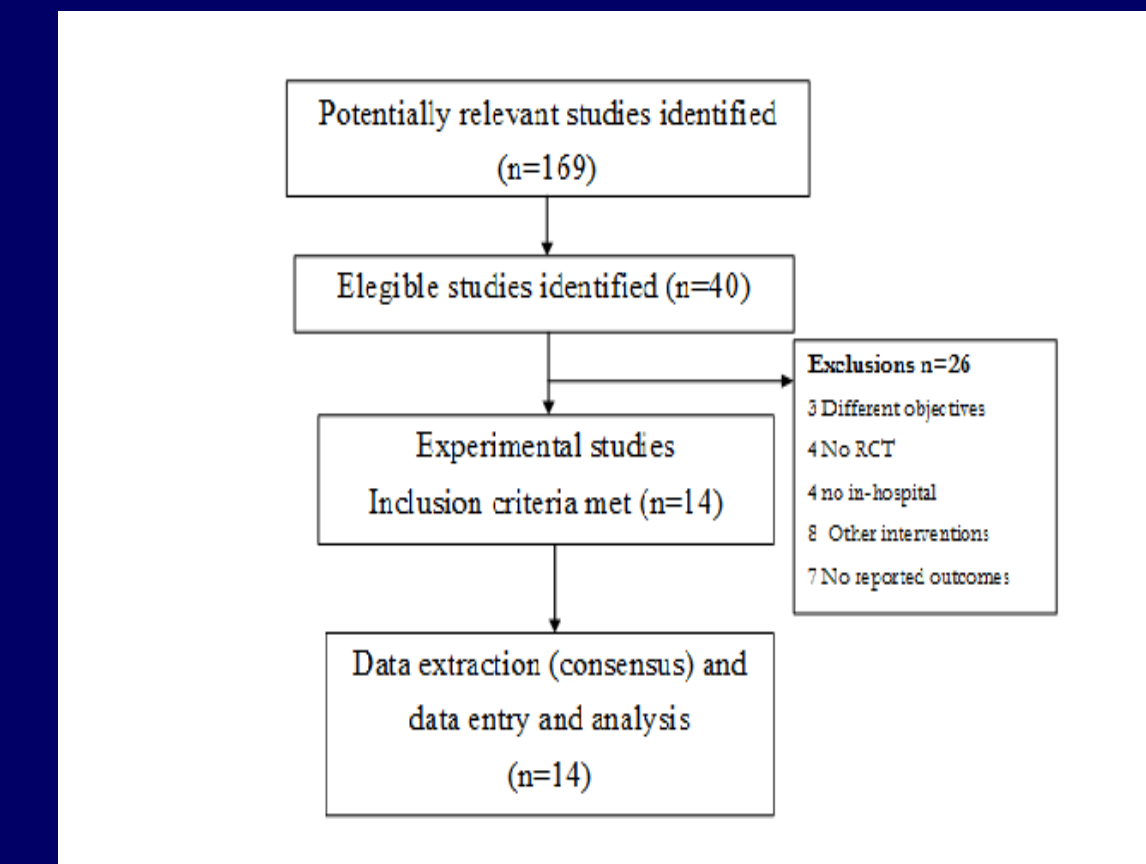 Potentially relevant studies identified
(n=169)
Elegible studies identified (n=40)
Exclusions n=26
3 Different objectives
4 No RCT
4 no in-hospital
8 Other interventions
7 No reported outcomes
Experimental studies
Inclusion criteria met (n=14)
Data extraction (consensus) and
data entry and analysis
(n=14)